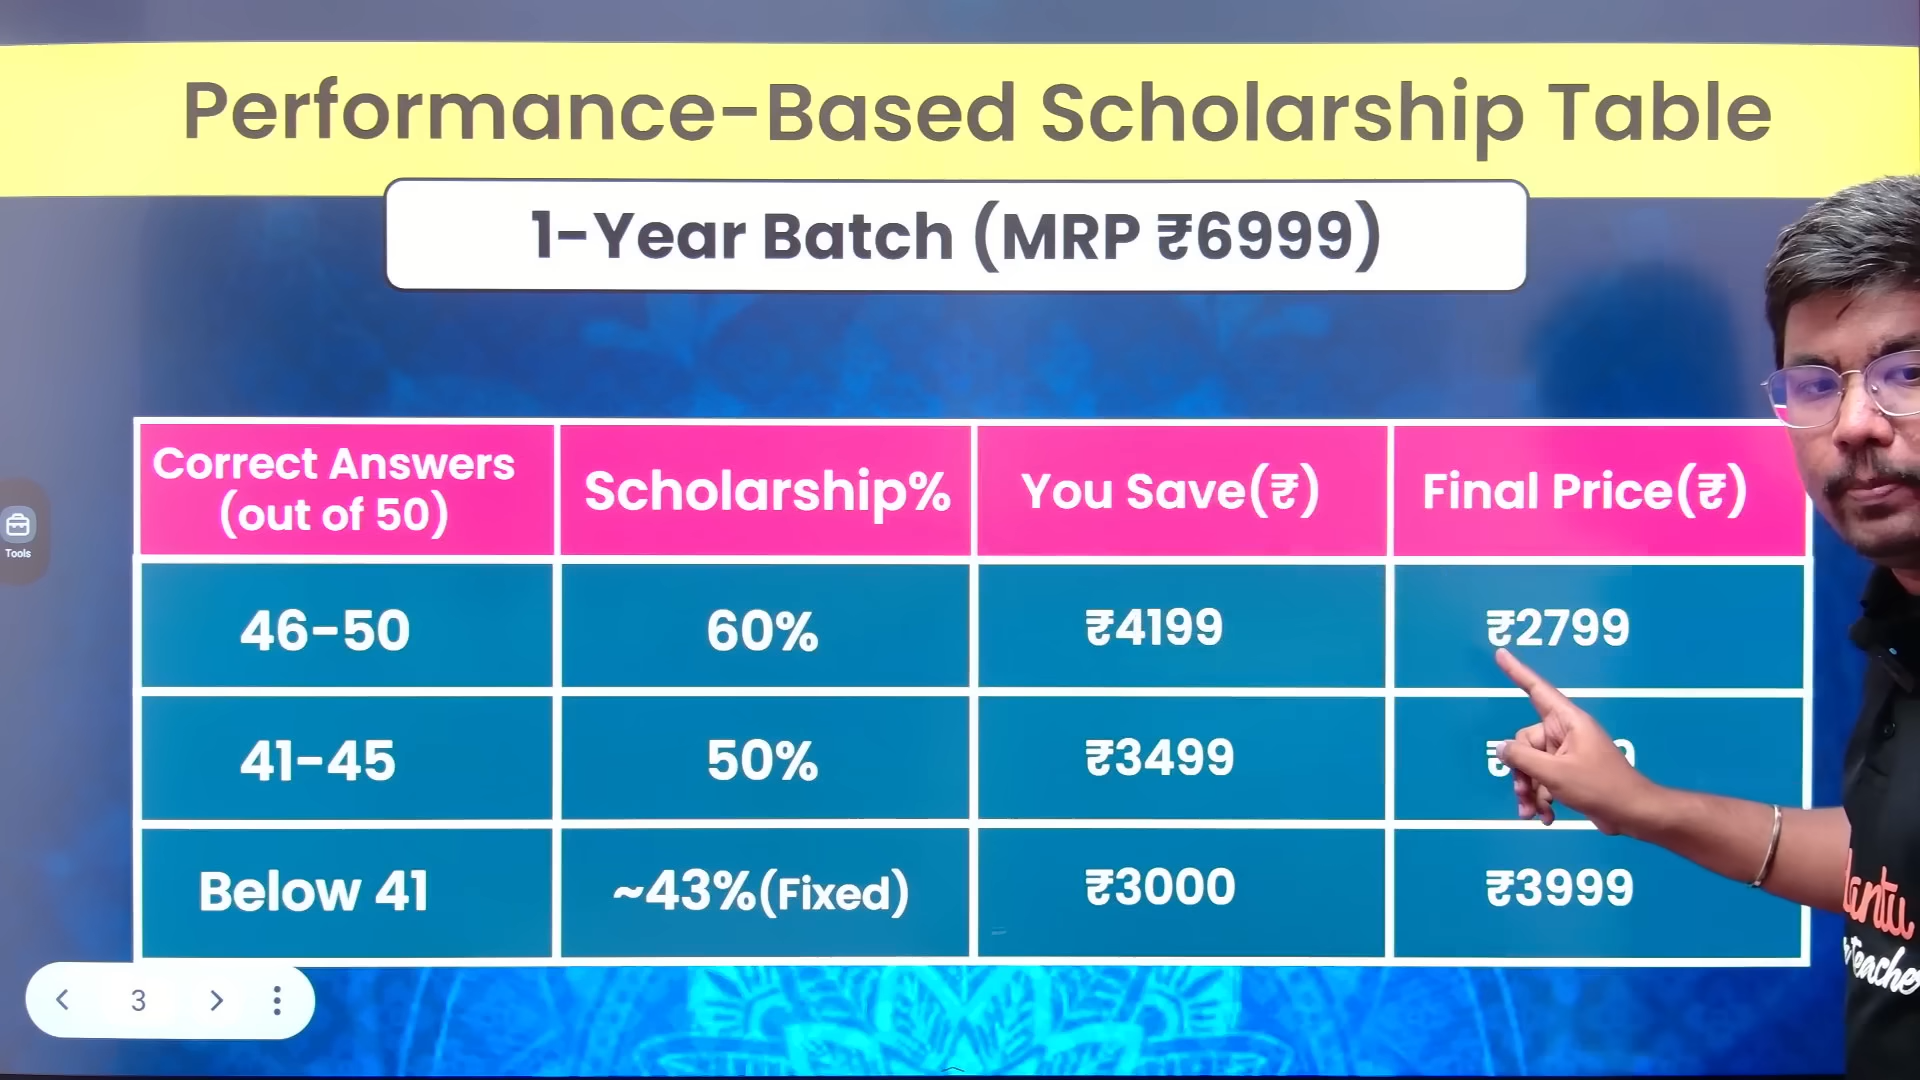 Performance-Based Scholarship Table
1-Year Batch (MRP ₹6999)
Correct Answers
(out of 50)
Scholarship%
You Save(₹)
Final Price(₹)
46-50
60%
₹4199
₹2799
41-45
50%
₹3499
Below 41
~43%(Fixed)
₹3000
₹3999
Tools
3